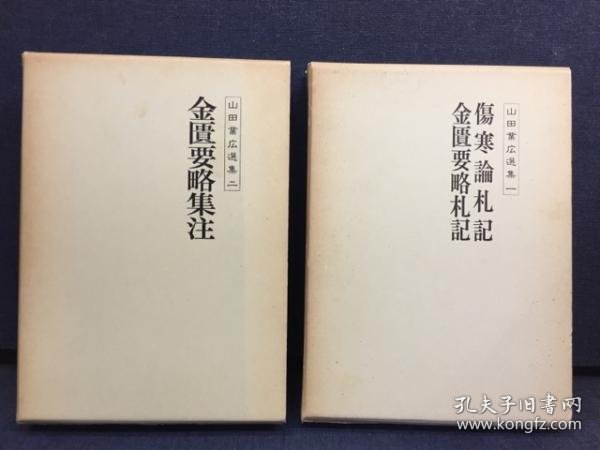 山田業広選集 二
金匱要略集注
山田業広選集 一
傷寒論札記
金匱要略札記
孔夫子旧书网
www.kongfz.com